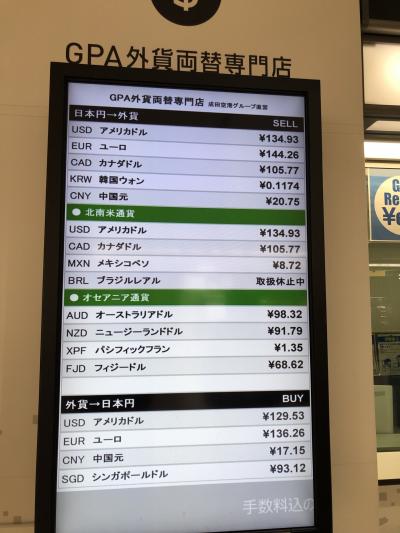 $
GPA外貨両替専門店
GPA外貨両替専門店 成田空港グループ直営
日本円→外貨 SELL
USD アメリカドル ¥134.93
EUR ユーロ ¥144.26
CAD カナダドル ¥105.77
KRW 韓国ウォン ¥0.1174
CNY 中国元 ¥20.75
● 北南米通貨
USD アメリカドル ¥134.93
CAD カナダドル ¥105.77
MXN メキシコペソ ¥8.72
BRL ブラジルレアル 取扱休止中
● オセアニア通貨
AUD オーストラリアドル ¥98.32
NZD ニュージーランドドル ¥91.79
XPF パシフィックフラン ¥1.35
FJD フィジードル ¥68.62
外貨→日本円 BUY
USD アメリカドル ¥129.53
EUR ユーロ ¥136.26
CNY 中国元 ¥17.15
SGD シンガポールドル ¥93.12
手数料込の